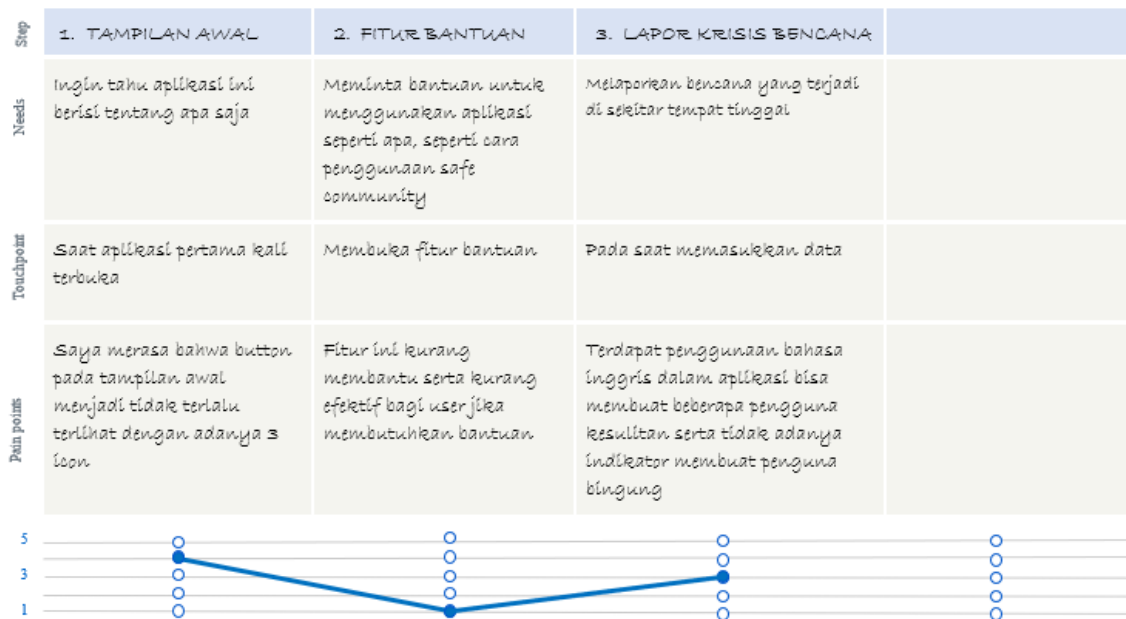 Step
1. TAMPILAN AWAL
2. FITUR BANTUAN
3. LAPOR KRISIS BENCANA
Needs
Ingin tahu aplikasi ini
berisi tentang apa saja
Meminta bantuan untuk
menggunakan aplikasi
seperti apa, seperti cara
penggunaan safe
community
Melaporkan bencana yang terjadi
di sekitar tempat tinggal
Touchpoint
Saat aplikasi pertama kali
terbuka
Membuka fitur bantuan
Pada saat memasukkan data
Pain points
Saya merasa bahwa button
pada tampilan awal
menjadi tidak terlalu
terlihat dengan adanya 3
icon
Fitur ini kurang
membantu serta kurang
efektif bagi user jika
membutuhkan bantuan
Terdapat penggunaan bahasa
inggris dalam aplikasi bisa
membuat beberapa pengguna
kesulitan serta tidak adanya
indikator membuat penguna
bingung
5
3
1